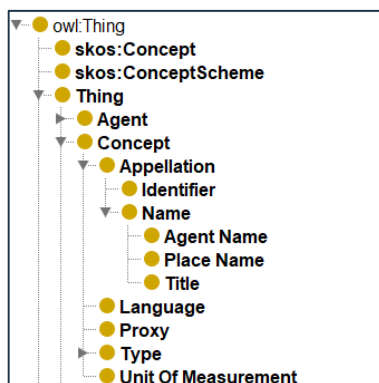 owl:Thing
skos:Concept
skos:ConceptScheme
Thing
Agent
Concept
Appellation
Identifier
Name
Agent Name
Place Name
Title
Language
Proxy
Type
Unit Of Measurement